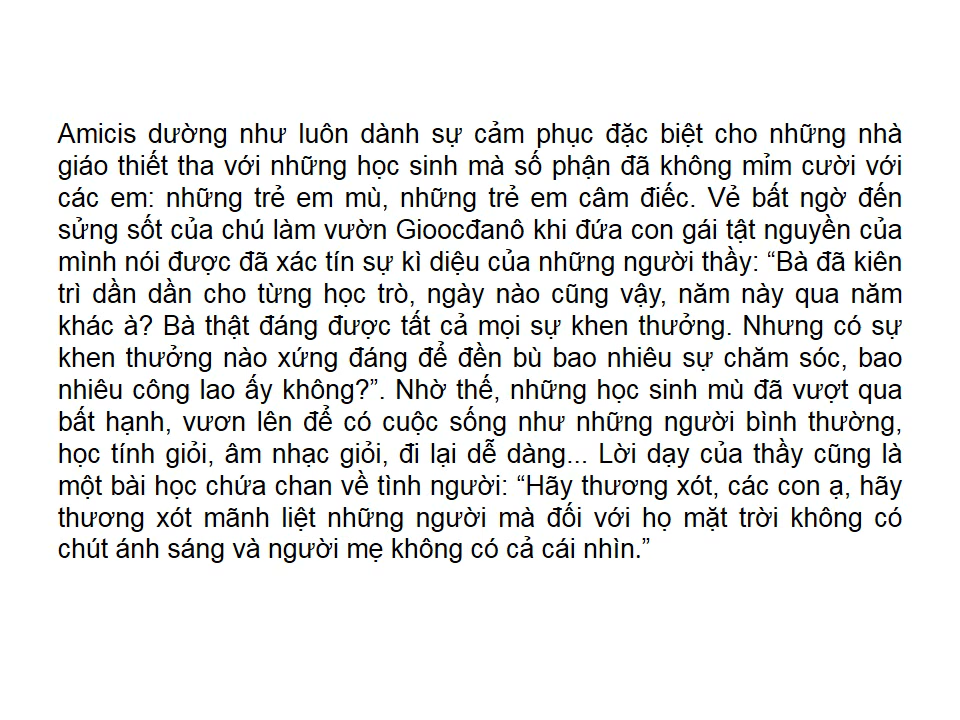 Amicis dường như luôn dành sự cảm phục đặc biệt cho những nhà
giáo thiết tha với những học sinh mà số phận đã không mỉm cười với
các em: những trẻ em mù, những trẻ em câm điếc. Vẻ bất ngờ đến
sửng sốt của chú làm vườn Gioocđanô khi đứa con gái tật nguyền của
mình nói được đã xác tín sự kì diệu của những người thầy: “Bà đã kiên
trì dần dần cho từng học trò, ngày nào cũng vậy, năm này qua năm
khác à? Bà thật đáng được tất cả mọi sự khen thưởng. Nhưng có sự
khen thưởng nào xứng đáng để đền bù bao nhiêu sự chăm sóc, bao
nhiêu công lao ấy không?”. Nhờ thế, những học sinh mù đã vượt qua
bất hạnh, vươn lên để có cuộc sống như những người bình thường,
học tính giỏi, âm nhạc giỏi, đi lại dễ dàng... Lời dạy của thầy cũng là
một bài học chứa chan về tình người: “Hãy thương xót, các con ạ, hãy
thương xót mãnh liệt những người mà đối với họ mặt trời không có
chút ánh sáng và người mẹ không có cả cái nhìn.”